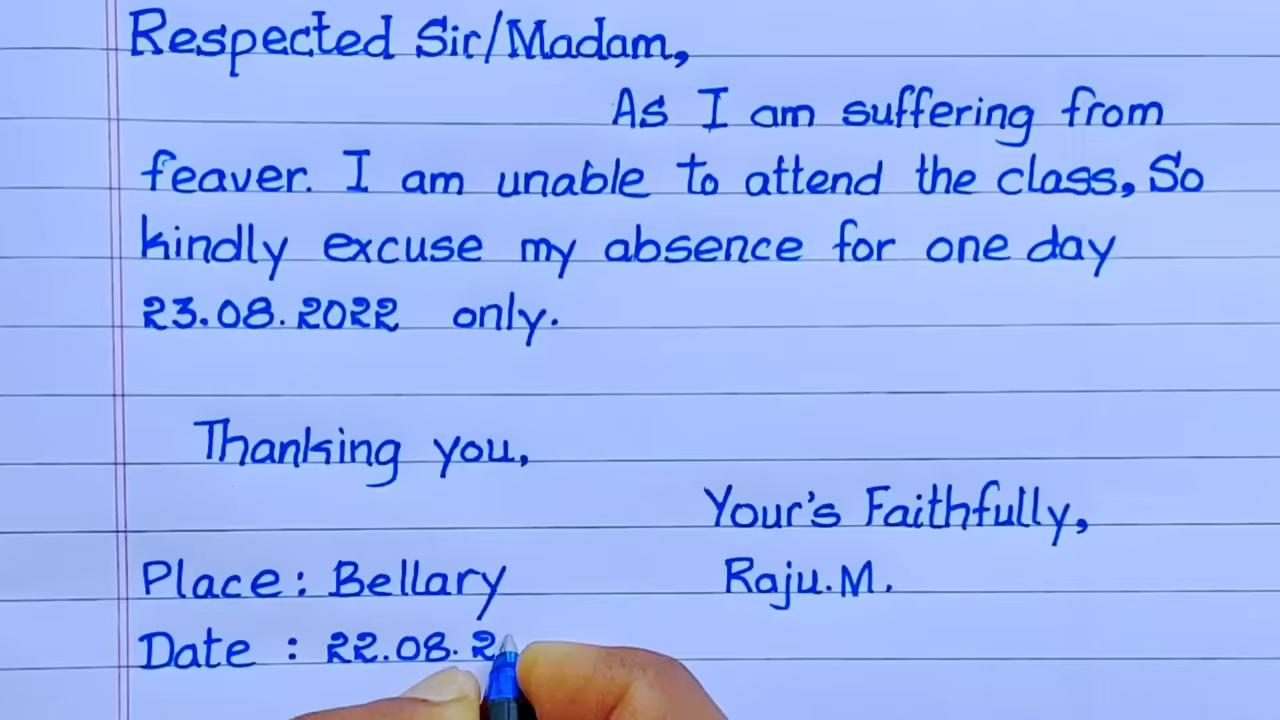 Respected Sir/Madam,
As I am suffering from
feaver. I am unable to attend the class, So
kindly excuse my absence for one day
23.08.2022 only.
Thanking you,
Your's Faithfully,
Place: Bellary Raju.M.
Date : 22.08.2